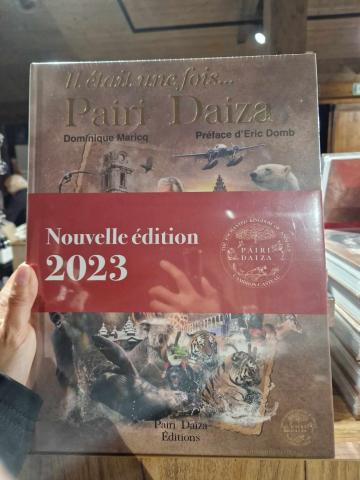 Il était une fois...
Pairi Daiza
Dominique Maricq
Préface d'Eric Domb
Nouvelle édition
2023
PAIRI
DAIZA
Pairi Daiza
Éditions